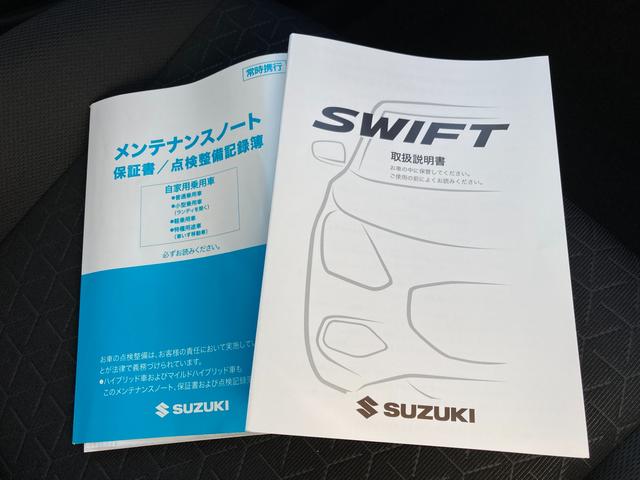 常時携行
メンテナンスノート
保証書/点検整備記録簿
自家用乗用車
●普通乗用車
●小型乗用車
(ランディを除く)
●軽乗用車
●特種用途車
(車いす移動車)
必ずお読みください。
お車の点検整備は、お客様の責任において実施してい
とが法律で義務づけられています。
●ハイブリッド車およびマイルドハイブリッド車も
このメンテナンスノート、保証書および点検記録簿
SUZUKI
SWIFT
取扱説明書
お車の中に保管してください。
ご使用の前によくお読みください。
SUZUKI